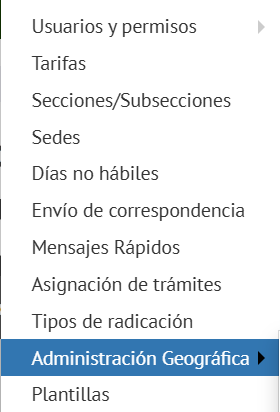 Usuarios y permisos
Tarifas
Secciones/Subsecciones
Sedes
Días no hábiles
Envío de correspondencia
Mensajes Rápidos
Asignación de trámites
Tipos de radicación
Administración Geográfica
Plantillas